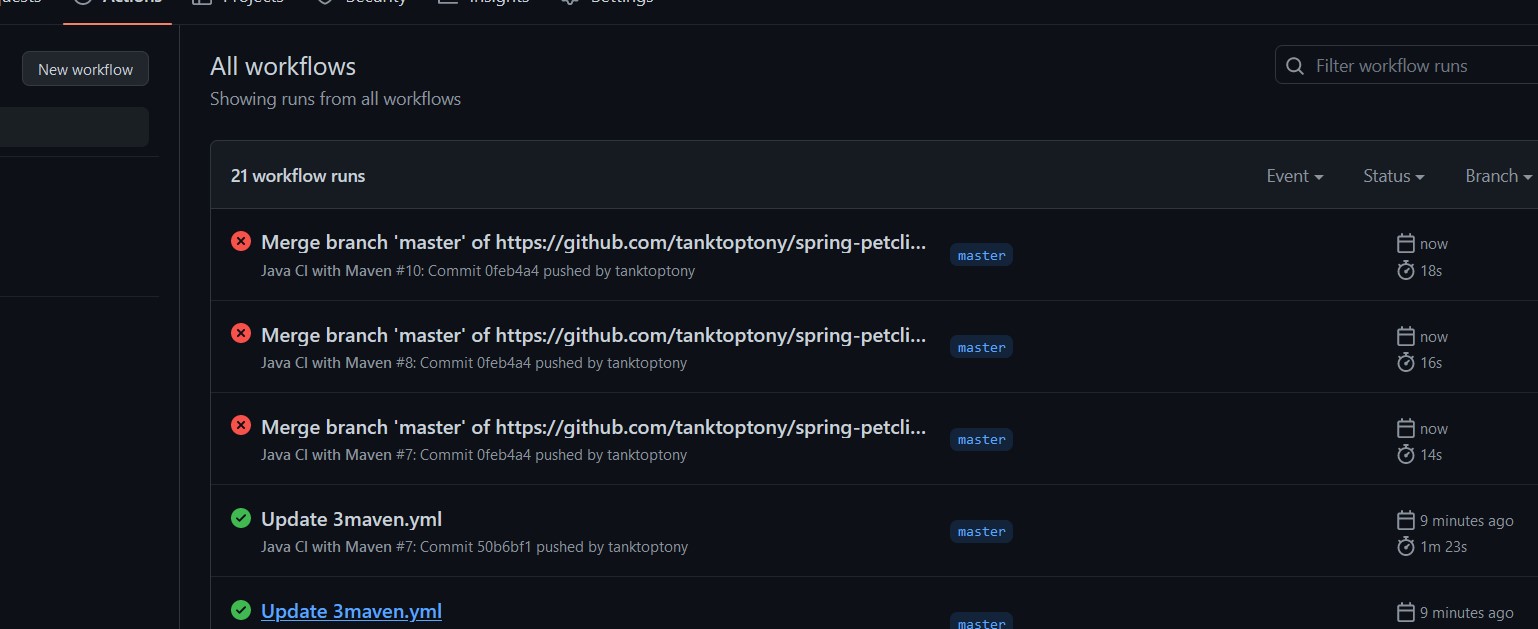 Actions
Projects
Security
Insights
Settings
New workflow
All workflows
Filter workflow runs
Showing runs from all workflows
21 workflow runs
Event
Status
Branch
Merge branch 'master' of https://github.com/tanktoptony/spring-petcli...
Java CI with Maven #10: Commit 0feb4a4 pushed by tanktoptony
master
now
18s
Merge branch 'master' of https://github.com/tanktoptony/spring-petcli...
Java CI with Maven #8: Commit 0feb4a4 pushed by tanktoptony
master
now
16s
Merge branch 'master' of https://github.com/tanktoptony/spring-petcli...
Java CI with Maven #7: Commit 0feb4a4 pushed by tanktoptony
master
now
14s
Update 3maven.yml
Java CI with Maven #7: Commit 50b6bf1 pushed by tanktoptony
master
9 minutes ago
1m 23s
Update 3maven.yml
master
9 minutes ago